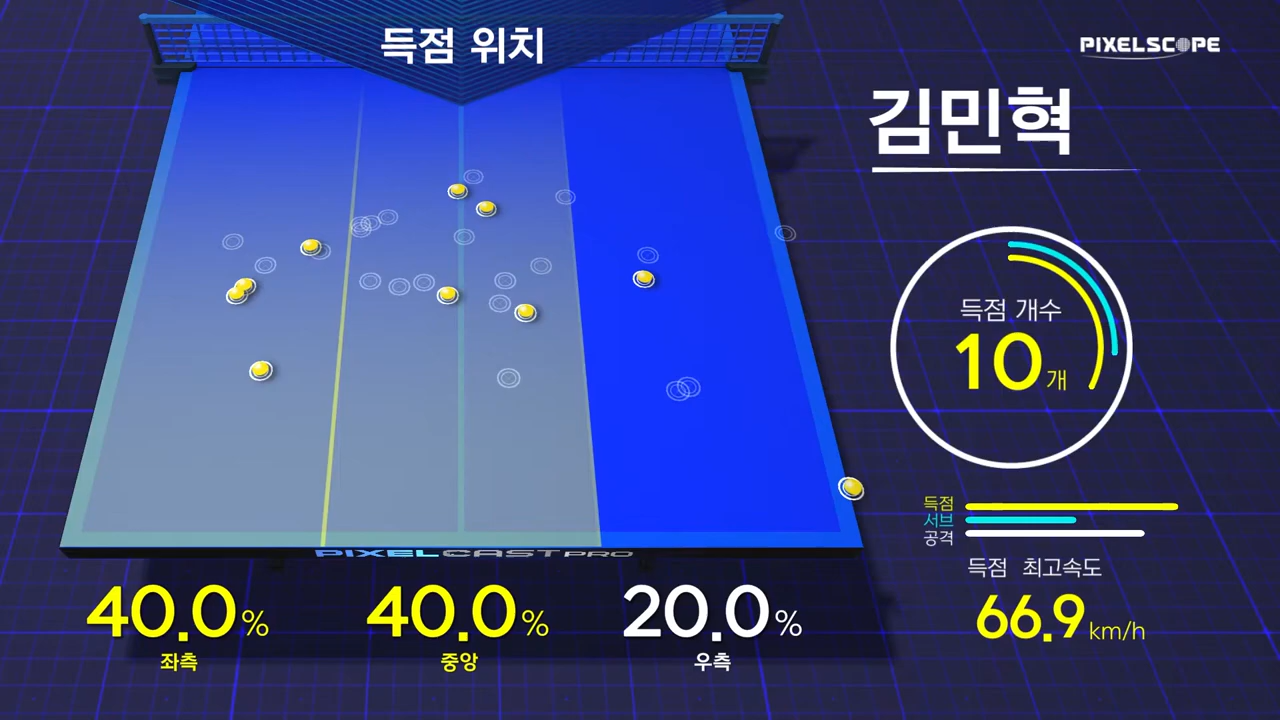 득점 위치
PIXELSCOPE
김민혁
득점 개수
10개
득점
서브
공격
득점 최고속도
66.9 km/h
PIXELCAST PRO
40.0% 40.0% 20.0%
좌측 중앙 우측